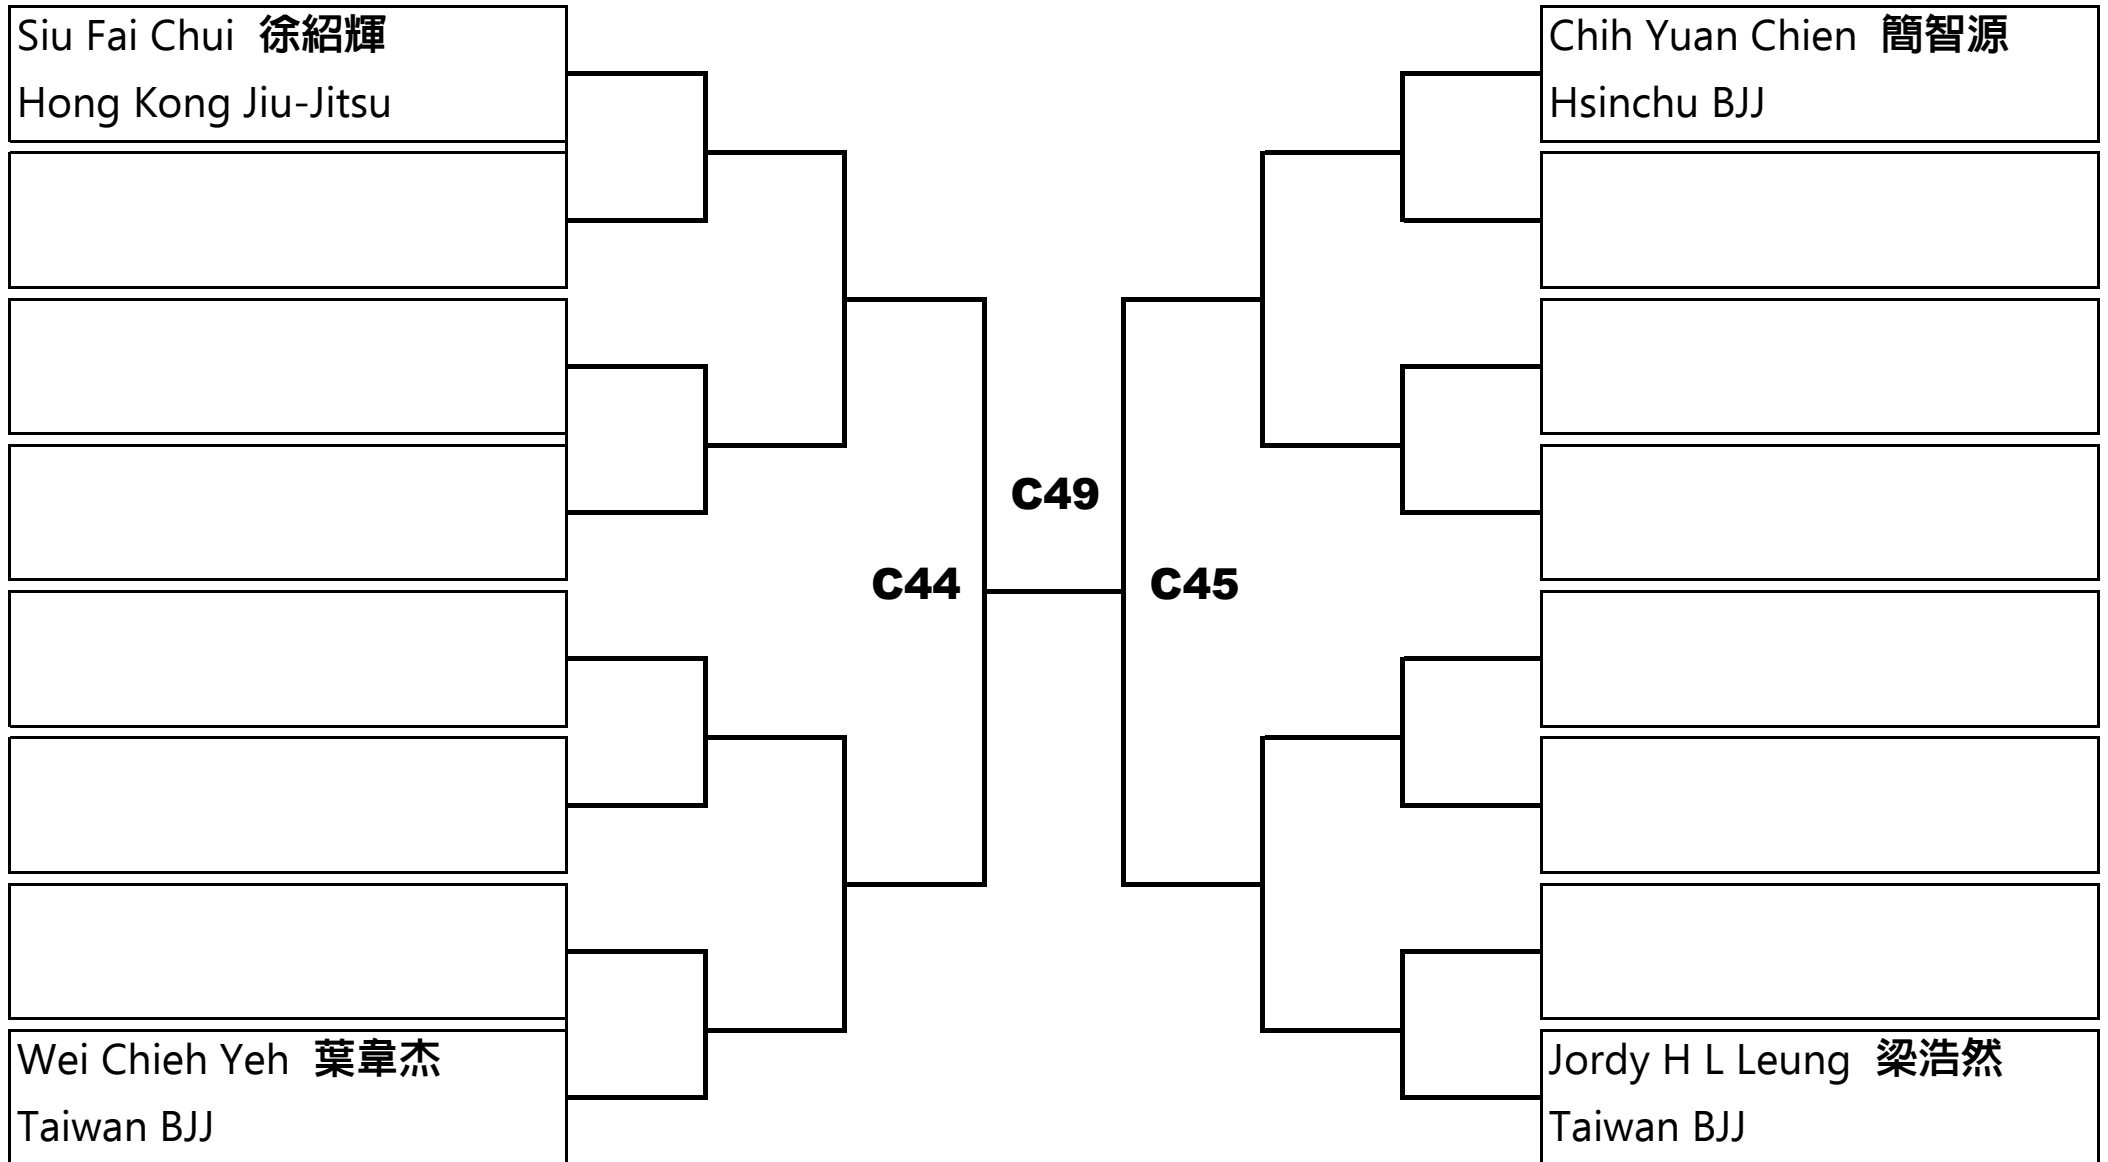 Siu Fai Chui 徐紹輝
Hong Kong Jiu-Jitsu
Chih Yuan Chien 簡智源
Hsinchu BJJ
C49
C44
C45
Wei Chieh Yeh 葉韋杰
Taiwan BJJ
Jordy H L Leung 梁浩然
Taiwan BJJ